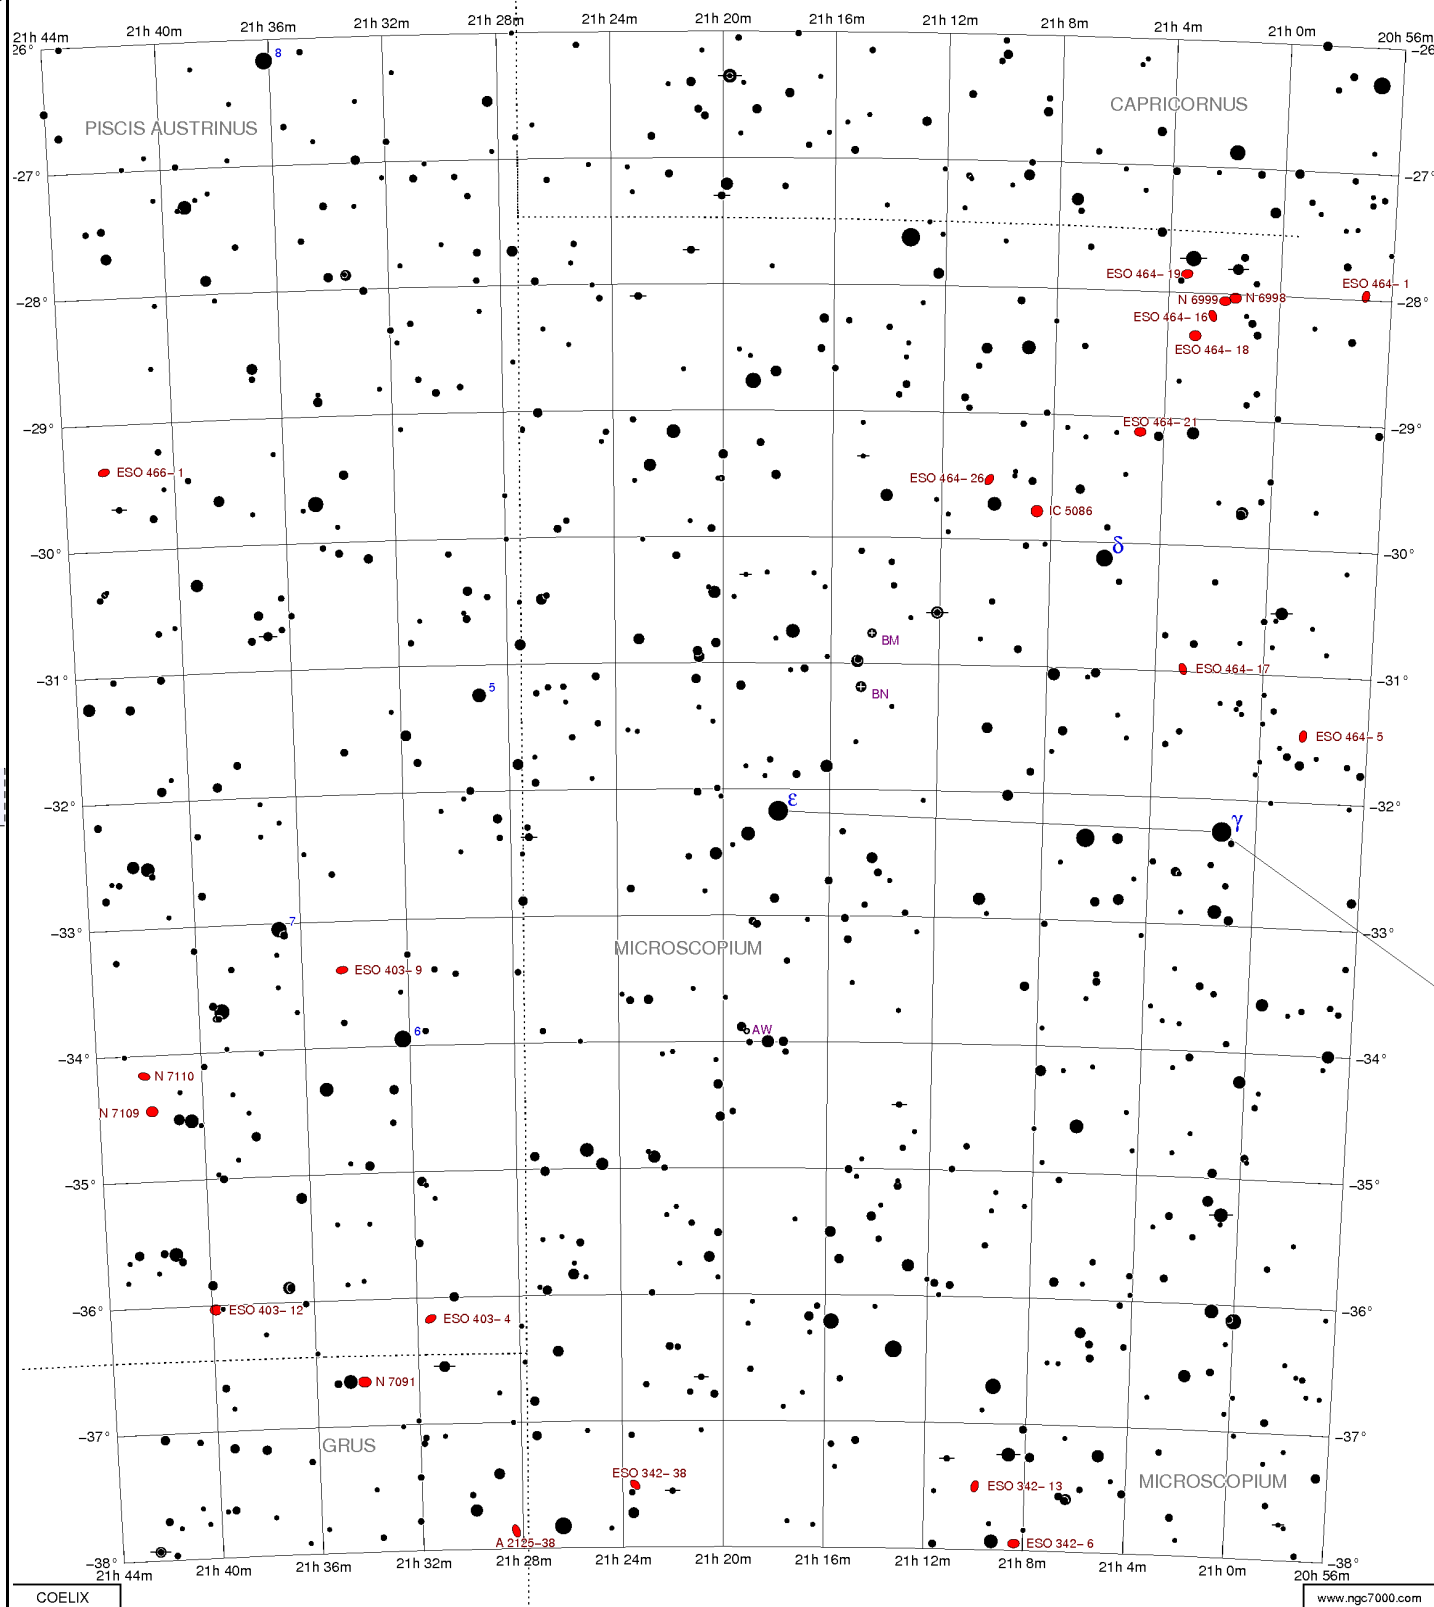 21h 44m 21h 40m 21h 36m 21h 32m 21h 28m 21h 24m 21h 20m 21h 16m 21h 12m 21h 8m 21h 4m 21h 0m 20h 56m
26° -26
8
CAPRICORNUS
PISCIS AUSTRINUS
-27° -27°
ESO 464-19
ESO 464-1
-28° N 6999 N 6998 -28°
ESO 464-16
ESO 464-18
-29° ESO 464-21 -29°
ESO 466-1 ESO 464-26
IC 5086
-30° δ -30°
BM
ESO 464-17
-31° 5 BN -31°
ESO 464-5
-32° ε -32°
γ
-33° 7 -33°
MICROSCOPIUM
ESO 403-9
6 AW
-34° -34°
N 7110
N 7109
-35° -35°
-36° ESO 403-12 -36°
ESO 403-4
N 7091
-37° -37°
GRUS
ESO 342-38
MICROSCOPIUM
ESO 342-13
A 2125-38 ESO 342-6
-38° -38°
21h 44m 21h 40m 21h 36m 21h 32m 21h 28m 21h 24m 21h 20m 21h 16m 21h 12m 21h 8m 21h 4m 21h 0m 20h 56m
COELIX www.ngc7000.com